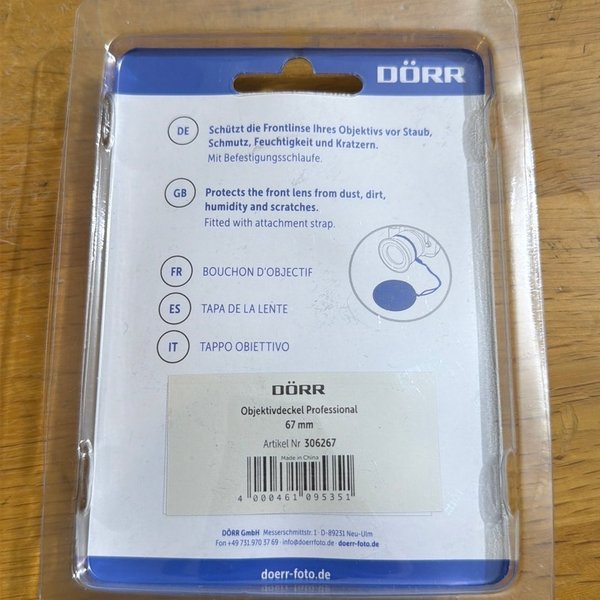 DÖRR
DE Schützt die Frontlinse Ihres Objektivs vor Staub,
Schmutz, Feuchtigkeit und Kratzern.
Mit Befestigungsschlaufe.
GB Protects the front lens from dust, dirt,
humidity and scratches.
Fitted with attachment strap.
FR BOUCHON D'OBJECTIF
ES TAPA DE LA LENTE
IT TAPPO OBIETTIVO
DÖRR
Objektivdeckel Professional
67 mm
Artikel Nr 306267
Made in China
4 000461 095351
DÖRR GmbH Messerschmittstr. 1 · D-89231 Neu-Ulm
Fon +49 731.970 37 69 · info@doerrfoto.de · doerr-foto.de
doerr-foto.de